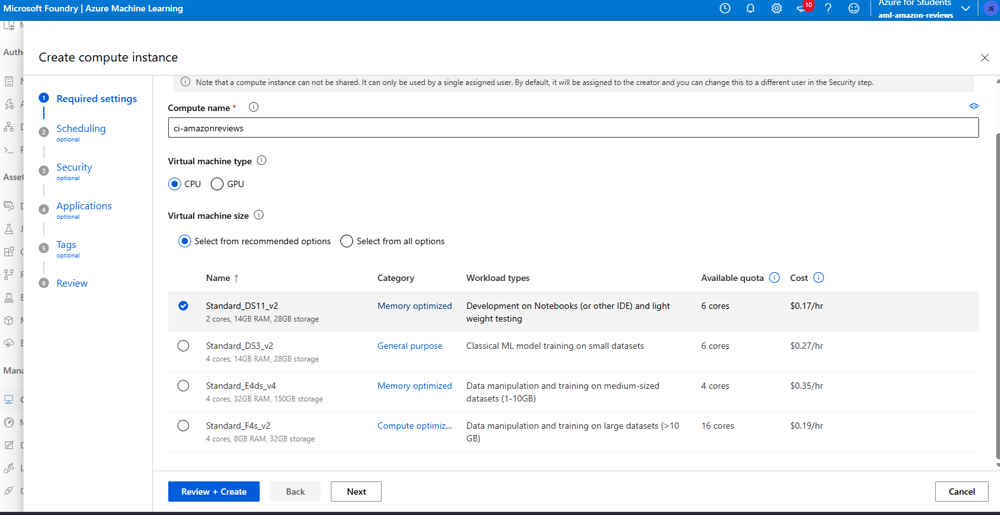 Microsoft Foundry | Azure Machine Learning
10
Azure for Students
aml-amazon-reviews
JE
Auth
Asset
Mana
Create compute instance
Note that a compute instance can not be shared. It can only be used by a single assigned user. By default, it will be assigned to the creator and you can change this to a different user in the Security step.
1 Required settings
2 Scheduling
optional
3 Security
optional
4 Applications
optional
5 Tags
optional
6 Review
Compute name *
ci-amazonreviews
Virtual machine type
CPU GPU
Virtual machine size
Select from recommended options Select from all options
Name ↑ Category Workload types Available quota Cost
Standard_DS11_v2 Memory optimized Development on Notebooks (or other IDE) and light 6 cores $0.17/hr
2 cores, 14GB RAM, 28GB storage weight testing
Standard_DS3_v2 General purpose Classical ML model training on small datasets 6 cores $0.27/hr
4 cores, 14GB RAM, 28GB storage
Standard_E4ds_v4 Memory optimized Data manipulation and training on medium-sized 4 cores $0.35/hr
4 cores, 32GB RAM, 150GB storage datasets (1-10GB)
Standard_F4s_v2 Compute optimiz... Data manipulation and training on large datasets (>10 16 cores $0.19/hr
4 cores, 8GB RAM, 32GB storage GB)
Review + Create Back Next Cancel